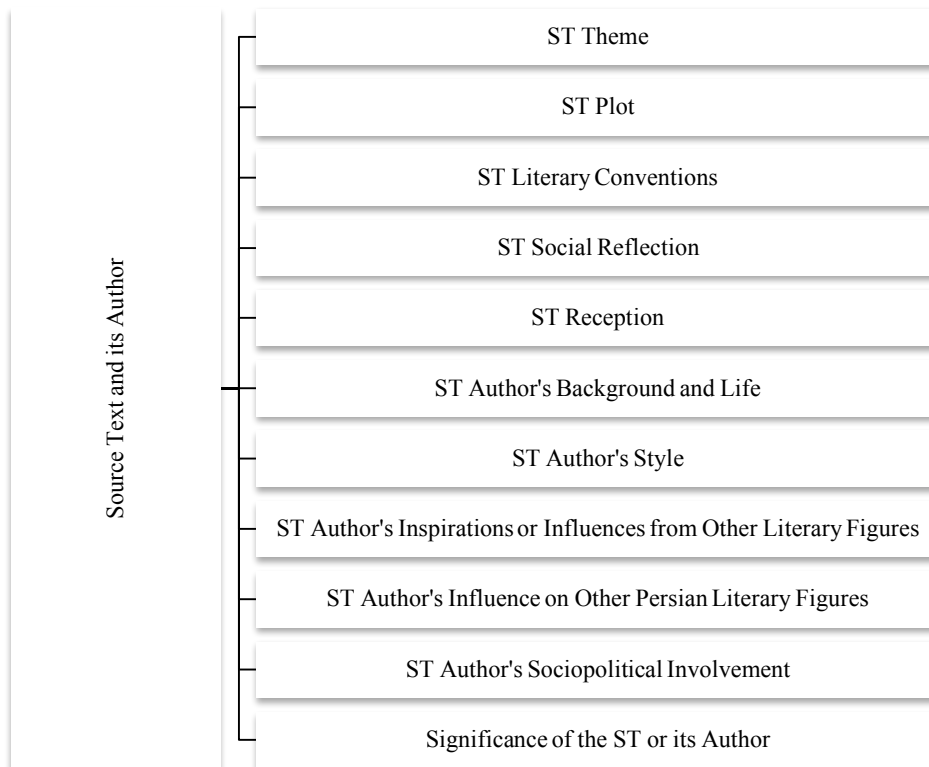 Source Text and its Author
ST Theme
ST Plot
ST Literary Conventions
ST Social Reflection
ST Reception
ST Author's Background and Life
ST Author's Style
ST Author's Inspirations or Influences from Other Literary Figures
ST Author's Influence on Other Persian Literary Figures
ST Author's Sociopolitical Involvement
Significance of the ST or its Author